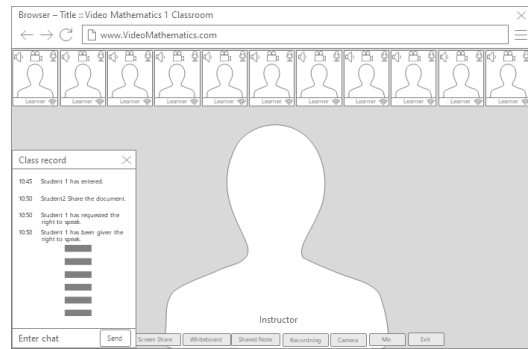 Browser – Title :: Video Mathematics 1 Classroom
www.VideoMathematics.com
Learner Learner Learner Learner Learner Learner Learner Learner Learner Learner Learner
Class record
10:45 Student 1 has entered.
10:50 Student2 Share the document.
10:50 Student 1 has requested the
right to speak.
10:50 Student 1 has been given the
right to speak.
Instructor
Enter chat Send Screen Share Whiteboard Shared Note Recordning Camera Mic Exit